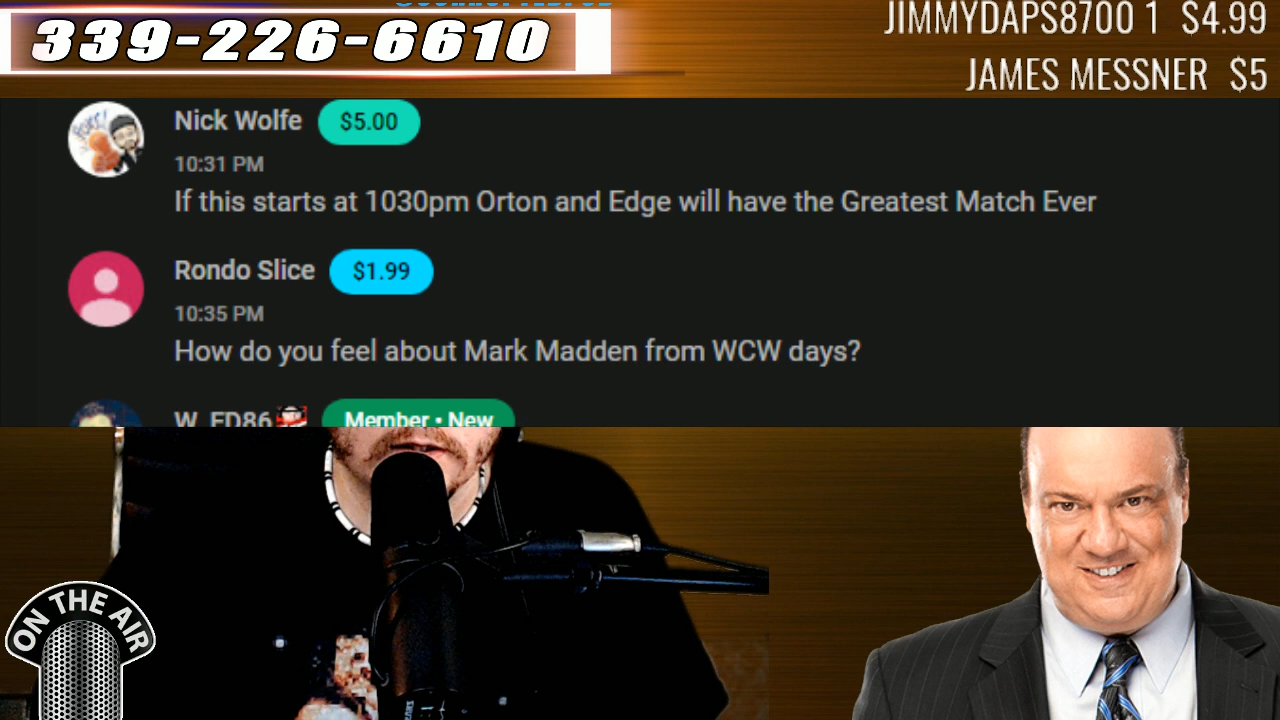 339-226-6610
JIMMYDAPS8700 1 $4.99
JAMES MESSNER $5
Nick Wolfe $5.00
10:31 PM
If this starts at 1030pm Orton and Edge will have the Greatest Match Ever
Rondo Slice $1.99
10:35 PM
How do you feel about Mark Madden from WCW days?
Member • New
ON THE AIR